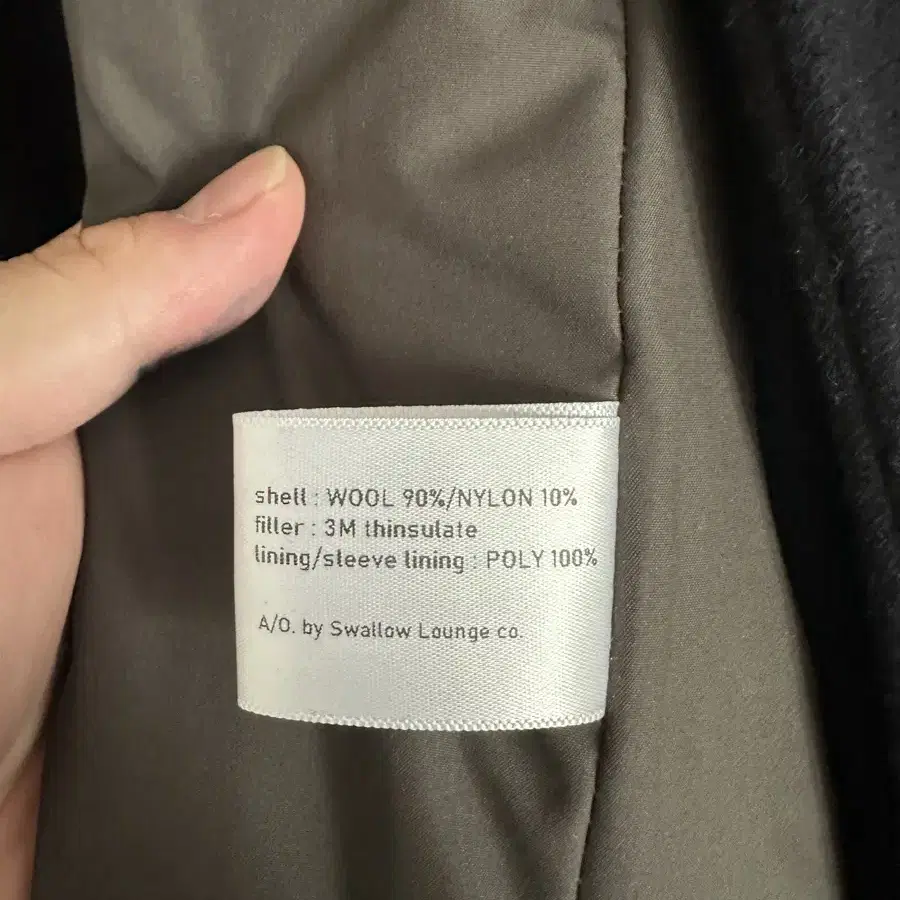 shell : WOOL 90%/NYLON 10%
filler : 3M thinsulate
lining/sleeve lining : POLY 100%
A/O. by Swallow Lounge co.